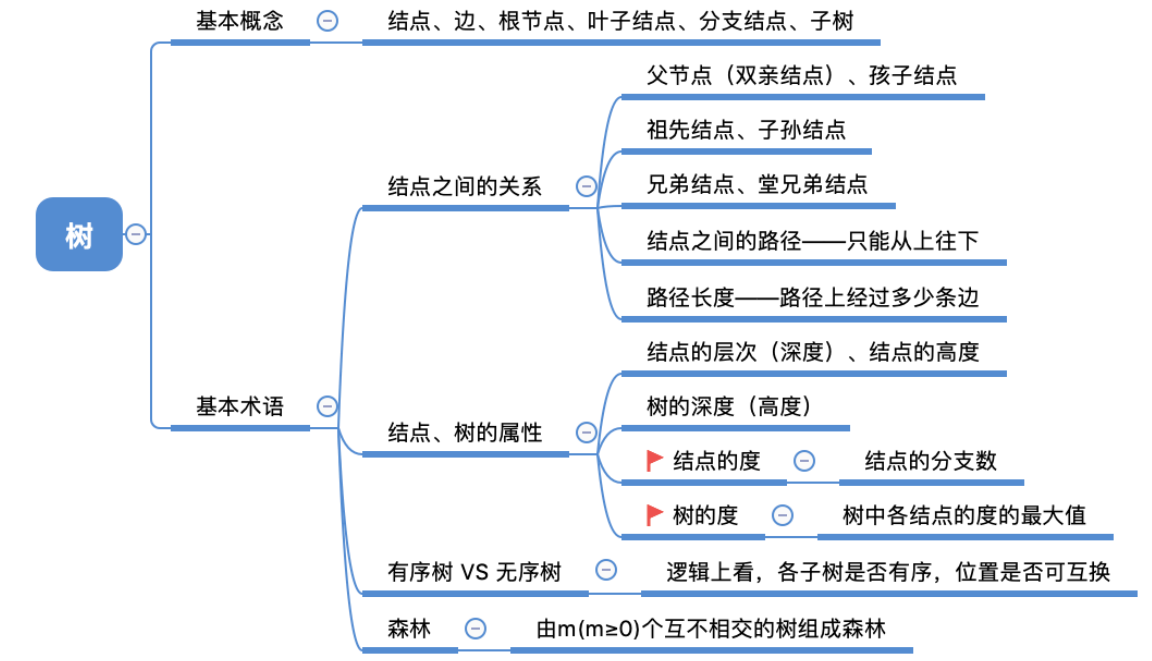 树
基本概念
结点、边、根节点、叶子结点、分支结点、子树
基本术语
结点之间的关系
父节点（双亲结点）、孩子结点
祖先结点、子孙结点
兄弟结点、堂兄弟结点
结点之间的路径——只能从上往下
路径长度——路径上经过多少条边
结点、树的属性
结点的层次（深度）、结点的高度
树的深度（高度）
结点的度
结点的分支数
树的度
树中各结点的度的最大值
有序树 VS 无序树
逻辑上看，各子树是否有序，位置是否可互换
森林
由m(m≥0)个互不相交的树组成森林